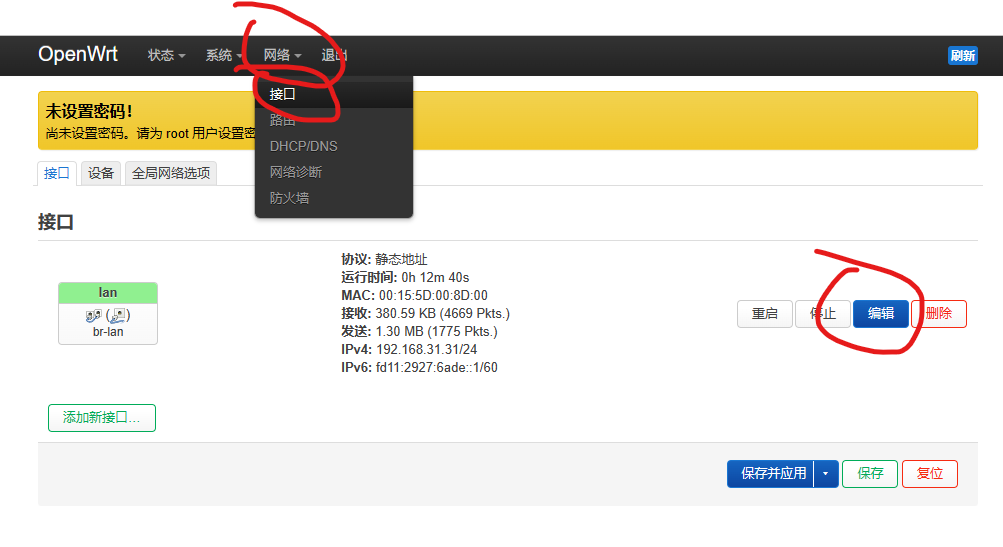 OpenWrt 状态 系统 网络 退出 刷新
接口
路由
DHCP/DNS
网络诊断
防火墙
未设置密码！
尚未设置密码。请为 root 用户设置密
接口 设备 全局网络选项
接口
lan
br-lan
协议: 静态地址
运行时间: 0h 12m 40s
MAC: 00:15:5D:00:8D:00
接收: 380.59 KB (4669 Pkts.)
发送: 1.30 MB (1775 Pkts.)
IPv4: 192.168.31.31/24
IPv6: fd11:2927:6ade::1/60
重启 停止 编辑 删除
添加新接口...
保存并应用 保存 复位